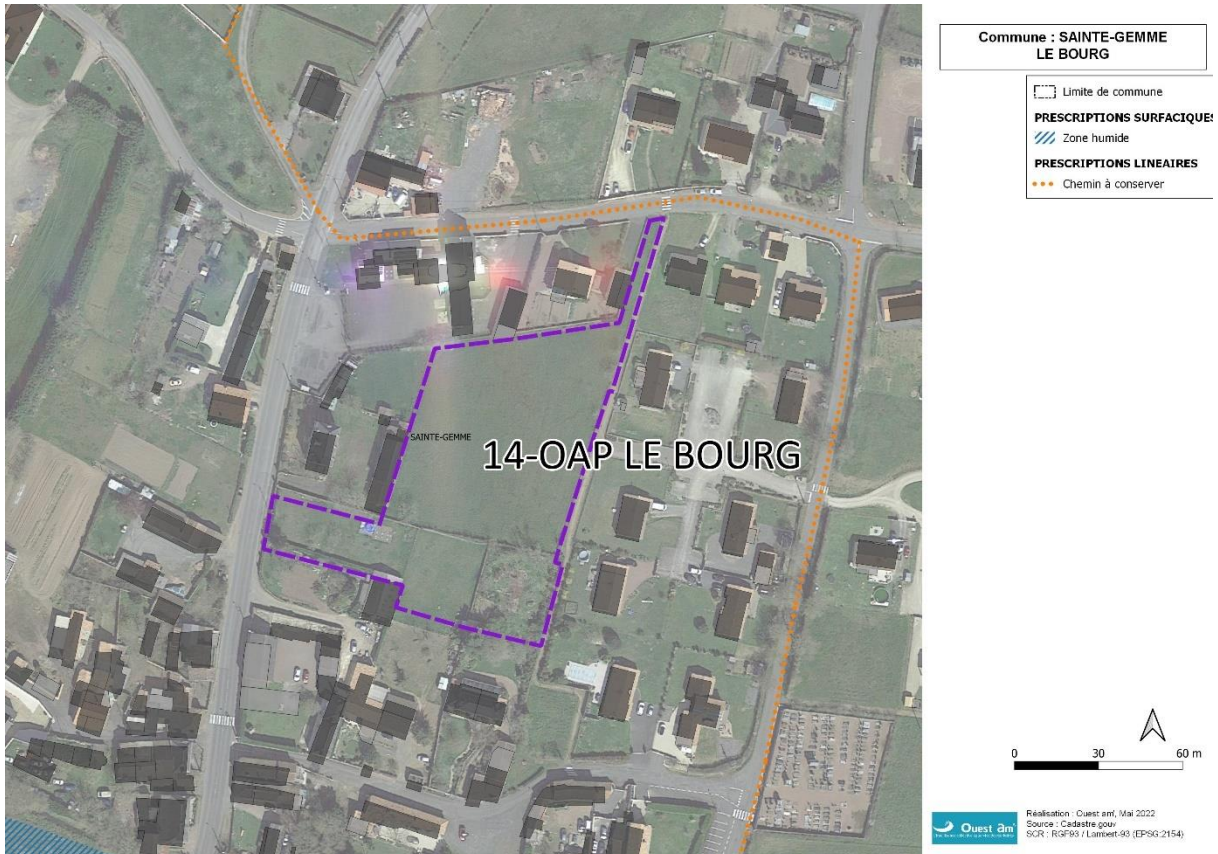 Commune : SAINTE-GEMME
LE BOURG
Limite de commune
PRESCRIPTIONS SURFACIQUES
Zone humide
PRESCRIPTIONS LINEAIRES
Chemin à conserver
SAINTE-GEMME
14-OAP LE BOURG
0 30 60 m
Ouest am'
Réalisation : Ouest am', Mai 2022
Source : Cadastre.gouv
SCR : RGF93 / Lambert-93 (EPSG:2154)